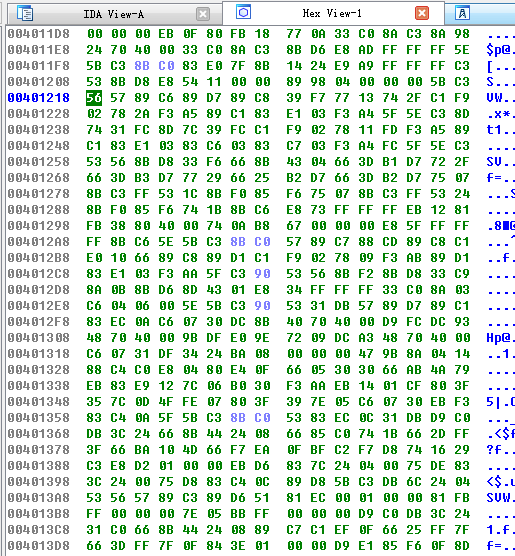 IDA View-A Hex View-1
004011D8 00 00 00 EB 0F 80 FB 18 77 0A 33 C0 8A C3 8A 98 .....
004011E8 24 70 40 00 33 C0 8A C3 8B D6 E8 AD FF FF FF 5E $p@..
004011F8 5B C3 8B C0 83 E0 7F 8B 14 24 E9 A9 FF FF FF C3 [....
00401208 53 8B D8 E8 54 11 00 00 89 98 04 00 00 00 5B C3 S....
00401218 56 57 89 C6 89 D7 89 C8 39 F7 77 13 74 2F C1 F9 VW...
00401228 02 78 2A F3 A5 89 C1 83 E1 03 F3 A4 5F 5E C3 8D .x*.
00401238 74 31 FC 8D 7C 39 FC C1 F9 02 78 11 FD F3 A5 89 t1...
00401248 C1 83 E1 03 83 C6 03 83 C7 03 F3 A4 FC 5F 5E C3
00401258 53 56 8B D8 33 F6 66 8B 43 04 66 3D B1 D7 72 2F SV...
00401268 66 3D B3 D7 77 29 66 25 B2 D7 66 3D B2 D7 75 07 f=...
00401278 8B C3 FF 53 1C 8B F0 85 F6 75 07 8B C3 FF 53 24 ...S
00401288 8B F0 85 F6 74 1B 8B C6 E8 73 FF FF FF EB 12 81
00401298 FB 38 80 40 00 74 0A B8 67 00 00 00 E8 5F FF FF
004012A8 FF 8B C6 5E 5B C3 8B C0 57 89 C7 88 CD 89 C8 C1 ...^
004012B8 E0 10 66 89 C8 89 D1 C1 F9 02 78 09 F3 AB 89 D1 ..f.
004012C8 83 E1 03 F3 AA 5F C3 90 53 56 8B F2 8B D8 33 C9
004012D8 8A 0B 8B D6 8D 43 01 E8 34 FF FF FF 33 C0 8A 03
004012E8 C6 04 06 00 5E 5B C3 90 53 31 DB 57 89 D7 89 C1
004012F8 83 EC 0A C6 07 30 DC 8B 40 70 40 00 D9 FC DC 93
00401308 48 70 40 00 9B DF E0 9E 72 09 DC A3 48 70 40 00 Hp@.
00401318 C6 07 31 DF 34 24 BA 08 00 00 00 47 9B 8A 04 14 ..1.
00401328 88 C4 C0 E8 04 80 E4 0F 66 05 30 30 66 AB 4A 79
00401338 EB 83 E9 12 7C 06 B0 30 F3 AA EB 14 01 CF 80 3F
00401348 35 7C 0D 4F FE 07 80 3F 39 7E 05 C6 07 30 EB F3 5|.O
00401358 83 C4 0A 5F 5B C3 8B C0 53 83 EC 0C 31 DB D9 C0
00401368 DB 3C 24 66 8B 44 24 08 66 85 C0 74 1B 66 2D FF .<$f
00401378 3F 66 BA 10 4D 66 F7 EA 0F BF C2 F7 D8 74 16 29 ?f..
00401388 C3 E8 D2 01 00 00 EB D6 83 7C 24 04 00 75 DE 83
00401398 3C 24 00 75 D8 83 C4 0C 89 D8 5B C3 DB 6C 24 04 <$.u
004013A8 53 56 57 89 C3 89 D6 51 81 EC 00 01 00 00 81 FB SVW.
004013B8 FF 00 00 00 7E 05 BB FF 00 00 00 D9 C0 DB 3C 24
004013C8 31 C0 66 8B 44 24 08 89 C7 C1 EF 0F 66 25 FF 7F 1.f.
004013D8 66 3D FF 7F 0F 84 3E 01 00 00 D9 E1 85 F6 0F 8D f=..